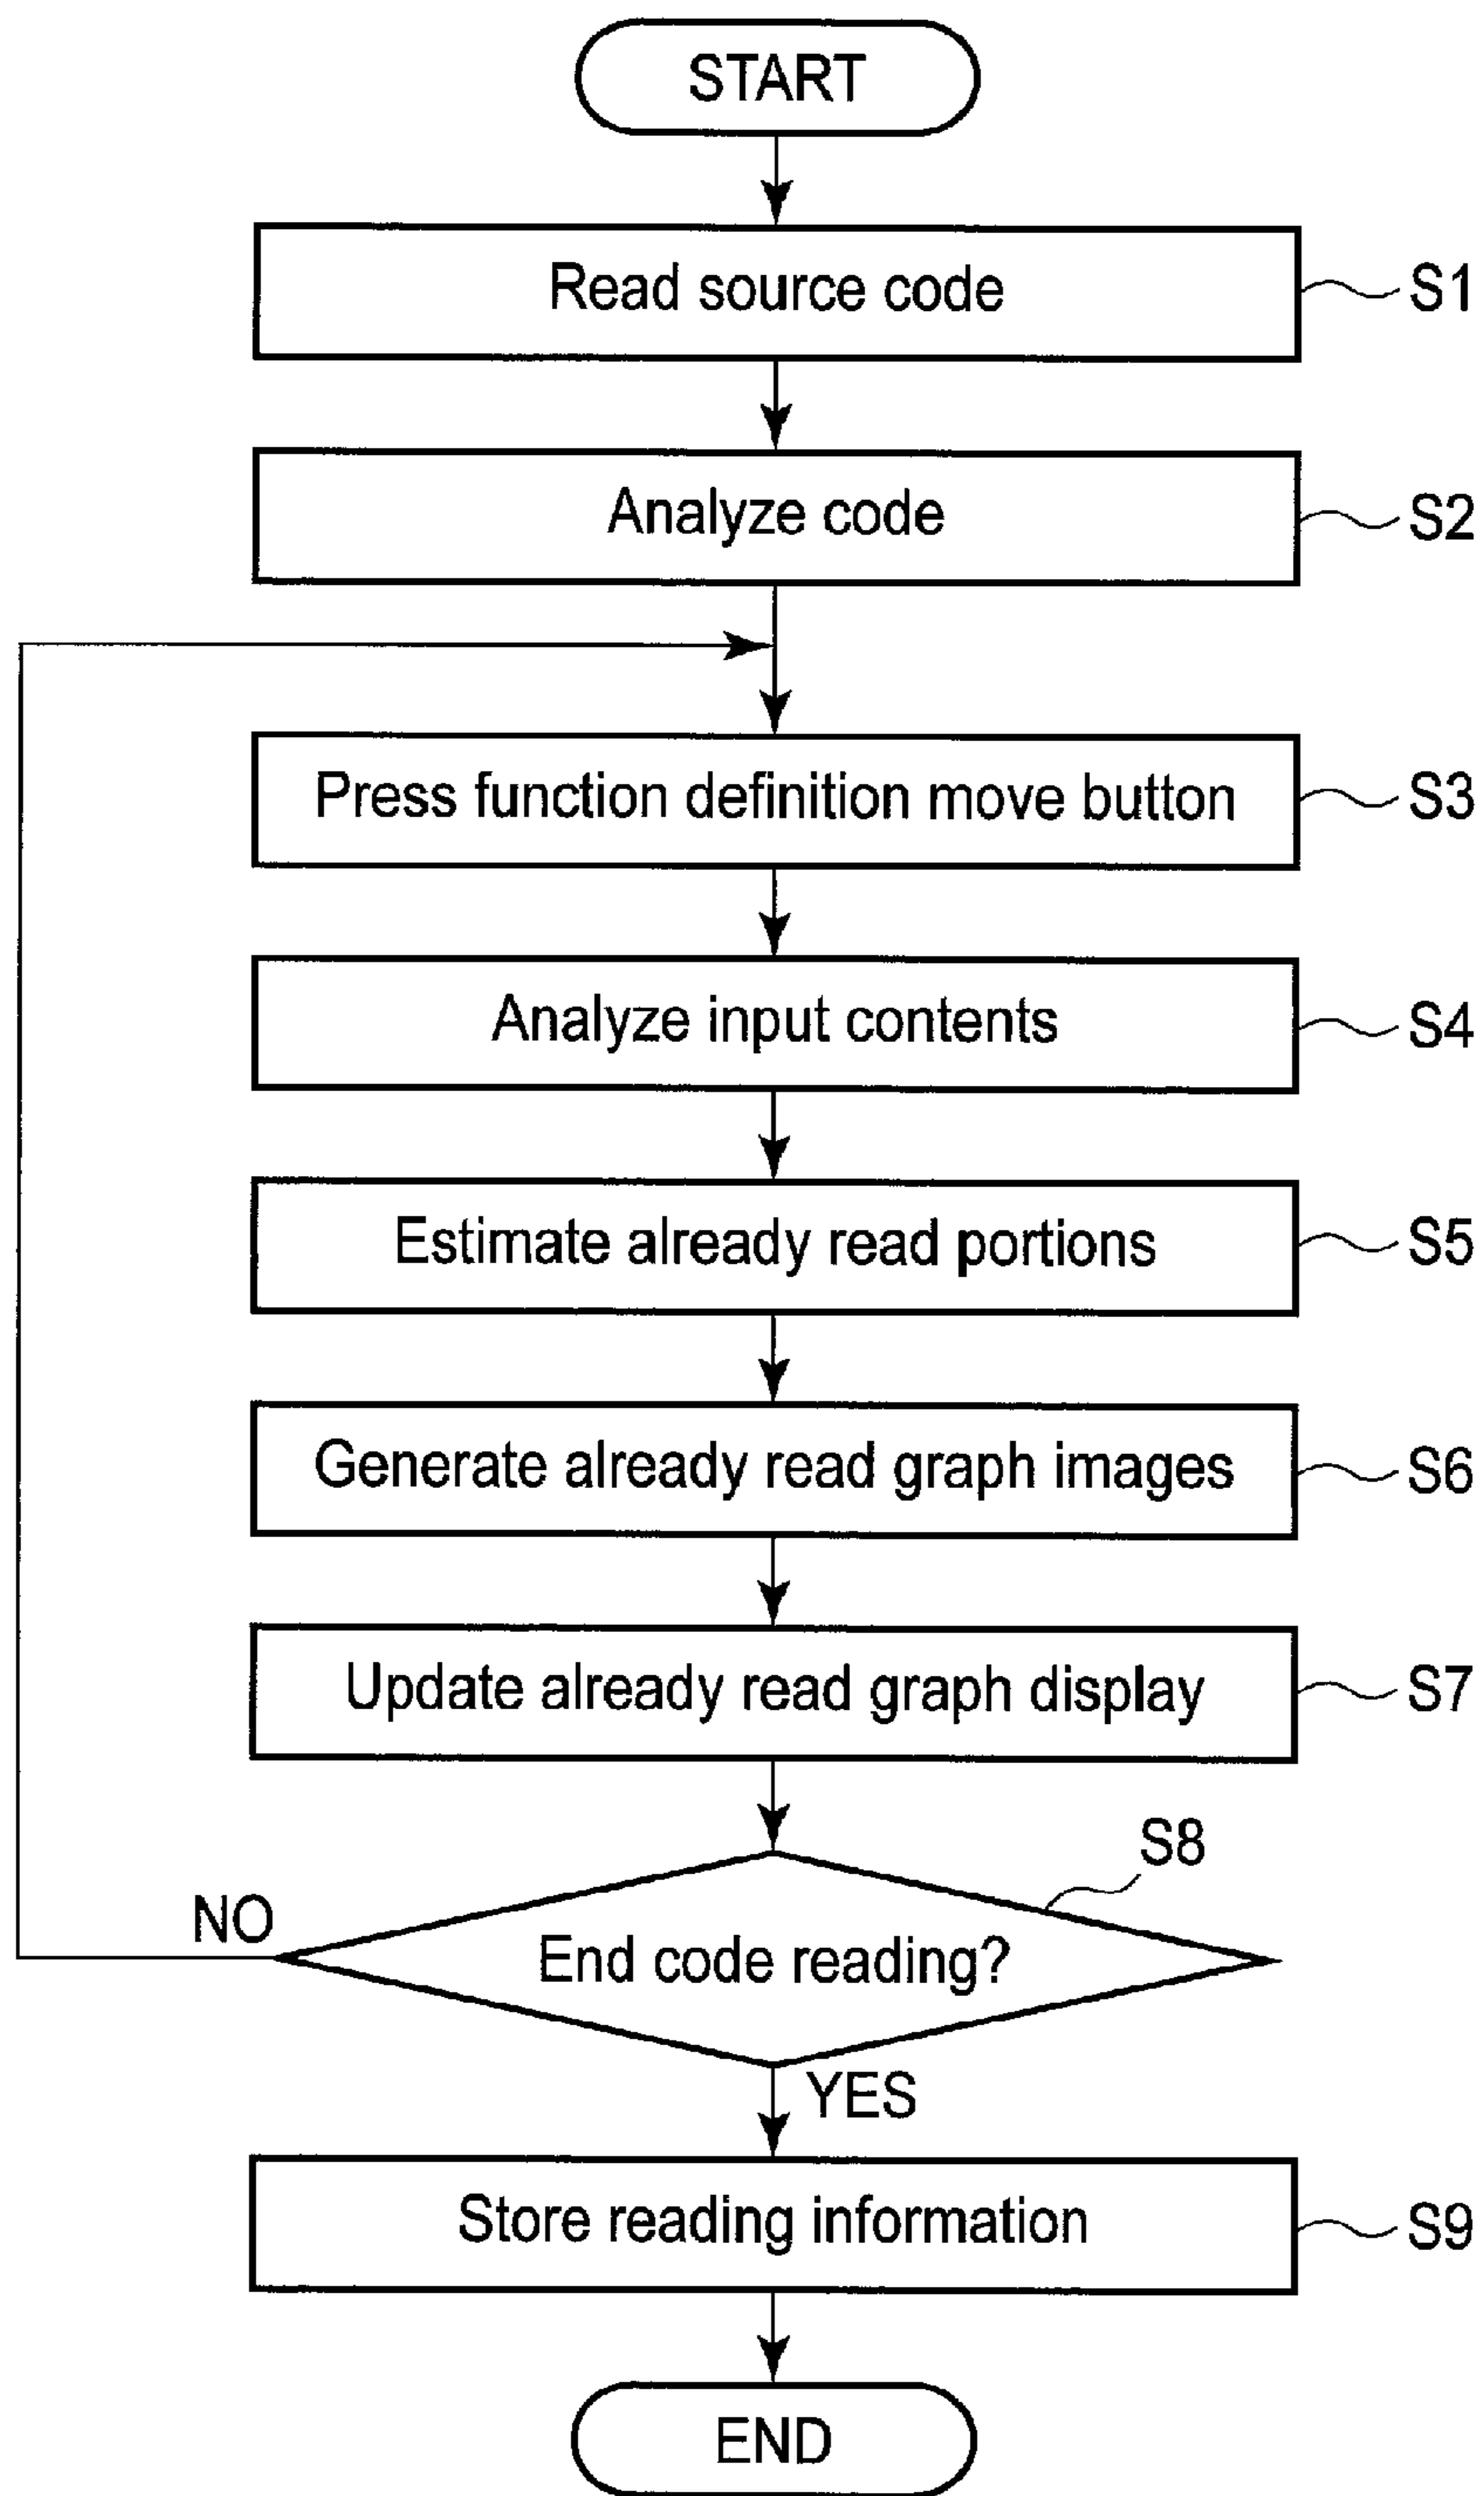 START
Read source code
S1
Analyze code
S2
Press function definition move button
S3
Analyze input contents
S4
Estimate already read portions
S5
Generate already read graph images
S6
Update already read graph display
S7
S8
NO
End code reading?
YES
Store reading information
S9
END